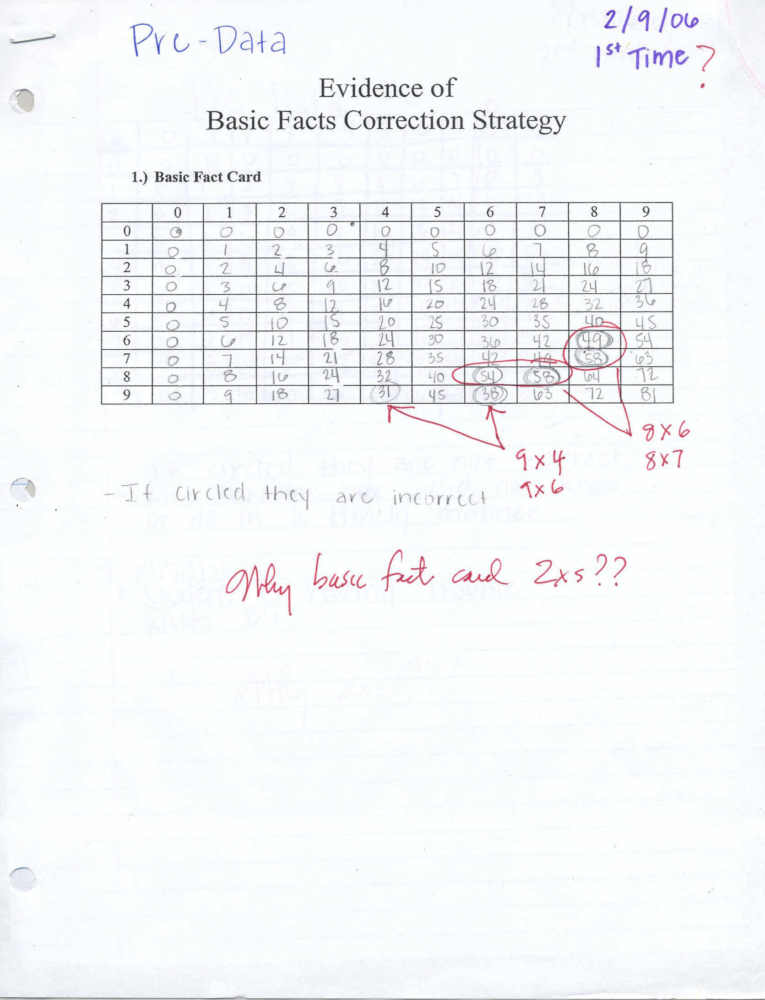 2/9/06
Pre-Data
1st Time ?
Evidence of
Basic Facts Correction Strategy
1.) Basic Fact Card
0 1 2 3 4 5 6 7 8 9
0 0 0 0 0 0 0 0 0 0 0
1 0 1 2 3 4 5 6 7 8 9
2 0 2 4 6 8 10 12 14 16 18
3 0 3 6 9 12 15 18 21 24 27
4 0 4 8 12 16 20 24 28 32 36
5 0 5 10 15 20 25 30 35 40 45
6 0 6 12 18 24 30 36 42 49 54
7 0 7 14 21 28 35 42 49 58 63
8 0 8 16 24 32 40 54 58 64 72
9 0 9 18 27 31 45 38 63 72 81
8x6
8x7
9x4
9x6
- If circled they are incorrect
Why basic fact card 2xs??